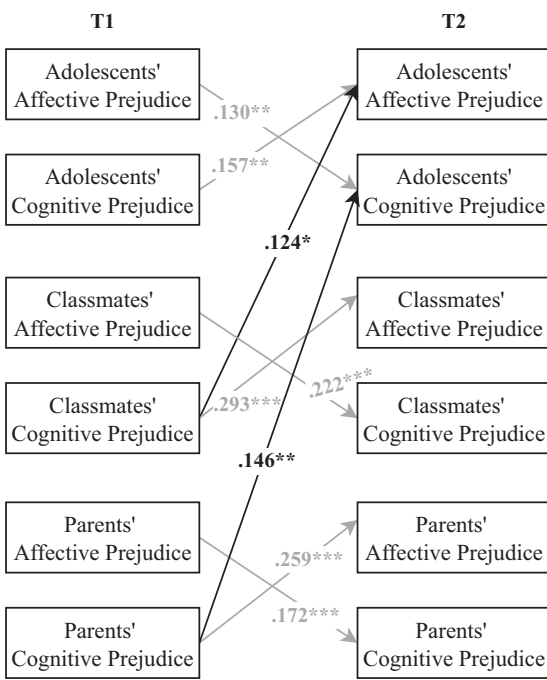 T1 T2
Adolescents' Adolescents'
Affective Prejudice Affective Prejudice
.130**
.157**
Adolescents' Adolescents'
Cognitive Prejudice Cognitive Prejudice
.124*
Classmates' Classmates'
Affective Prejudice Affective Prejudice
.222***
.293***
Classmates' Classmates'
Cognitive Prejudice Cognitive Prejudice
.146**
Parents' Parents'
Affective Prejudice Affective Prejudice
.259***
.172***
Parents' Parents'
Cognitive Prejudice Cognitive Prejudice